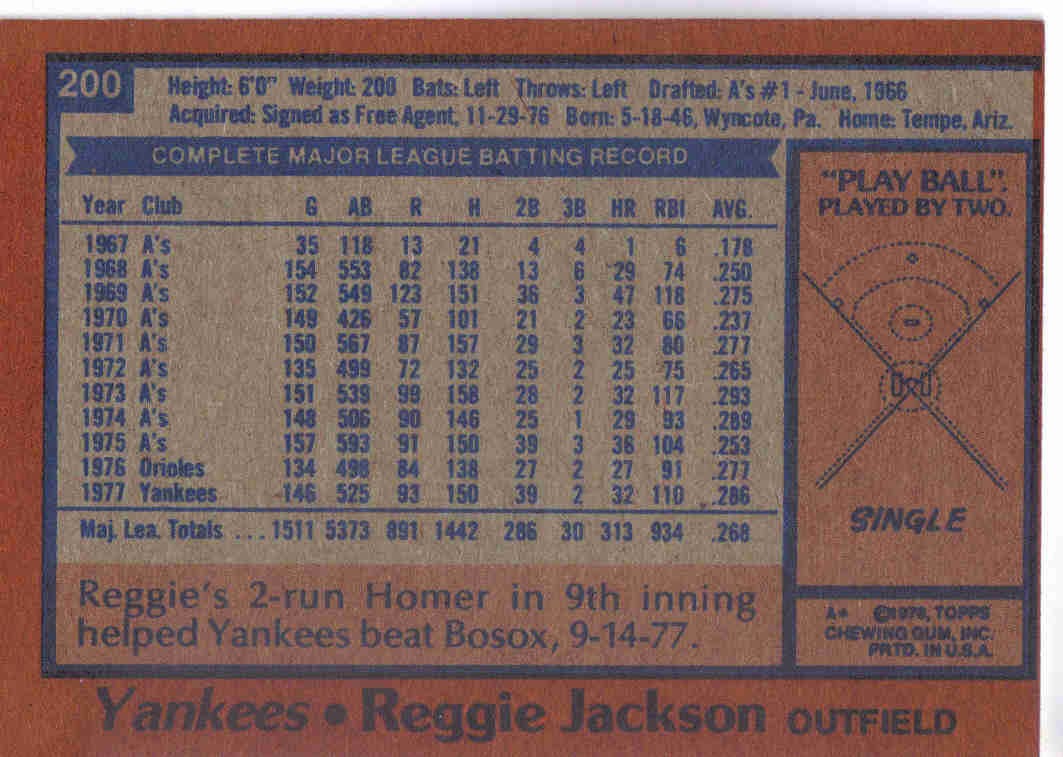 200
Height: 6'0" Weight: 200 Bats: Left Throws: Left Drafted: A's #1 - June, 1966
Acquired: Signed as Free Agent, 11-29-76 Born: 5-18-46, Wyncote, Pa. Home: Tempe, Ariz.
COMPLETE MAJOR LEAGUE BATTING RECORD
Year Club G AB R H 2B 3B HR RBI AVG.
1967 A's 35 118 13 21 4 4 1 6 .178
1968 A's 154 553 82 138 13 6 29 74 .250
1969 A's 152 549 123 151 36 3 47 118 .275
1970 A's 149 426 57 101 21 2 23 66 .237
1971 A's 150 567 87 157 29 3 32 80 .277
1972 A's 135 499 72 132 25 2 25 75 .265
1973 A's 151 539 99 158 28 2 32 117 .293
1974 A's 148 506 90 146 25 1 29 93 .289
1975 A's 157 593 91 150 39 3 36 104 .253
1976 Orioles 134 498 84 138 27 2 27 91 .277
1977 Yankees 146 525 93 150 39 2 32 110 .286
Maj. Lea. Totals ... 1511 5373 891 1442 286 30 313 934 .268
Reggie's 2-run Homer in 9th inning
helped Yankees beat Bosox, 9-14-77.
"PLAY BALL".
PLAYED BY TWO.
SINGLE
A* ©1978, TOPPS
CHEWING GUM, INC.
PRTD. IN U.S.A.
Yankees • Reggie Jackson OUTFIELD